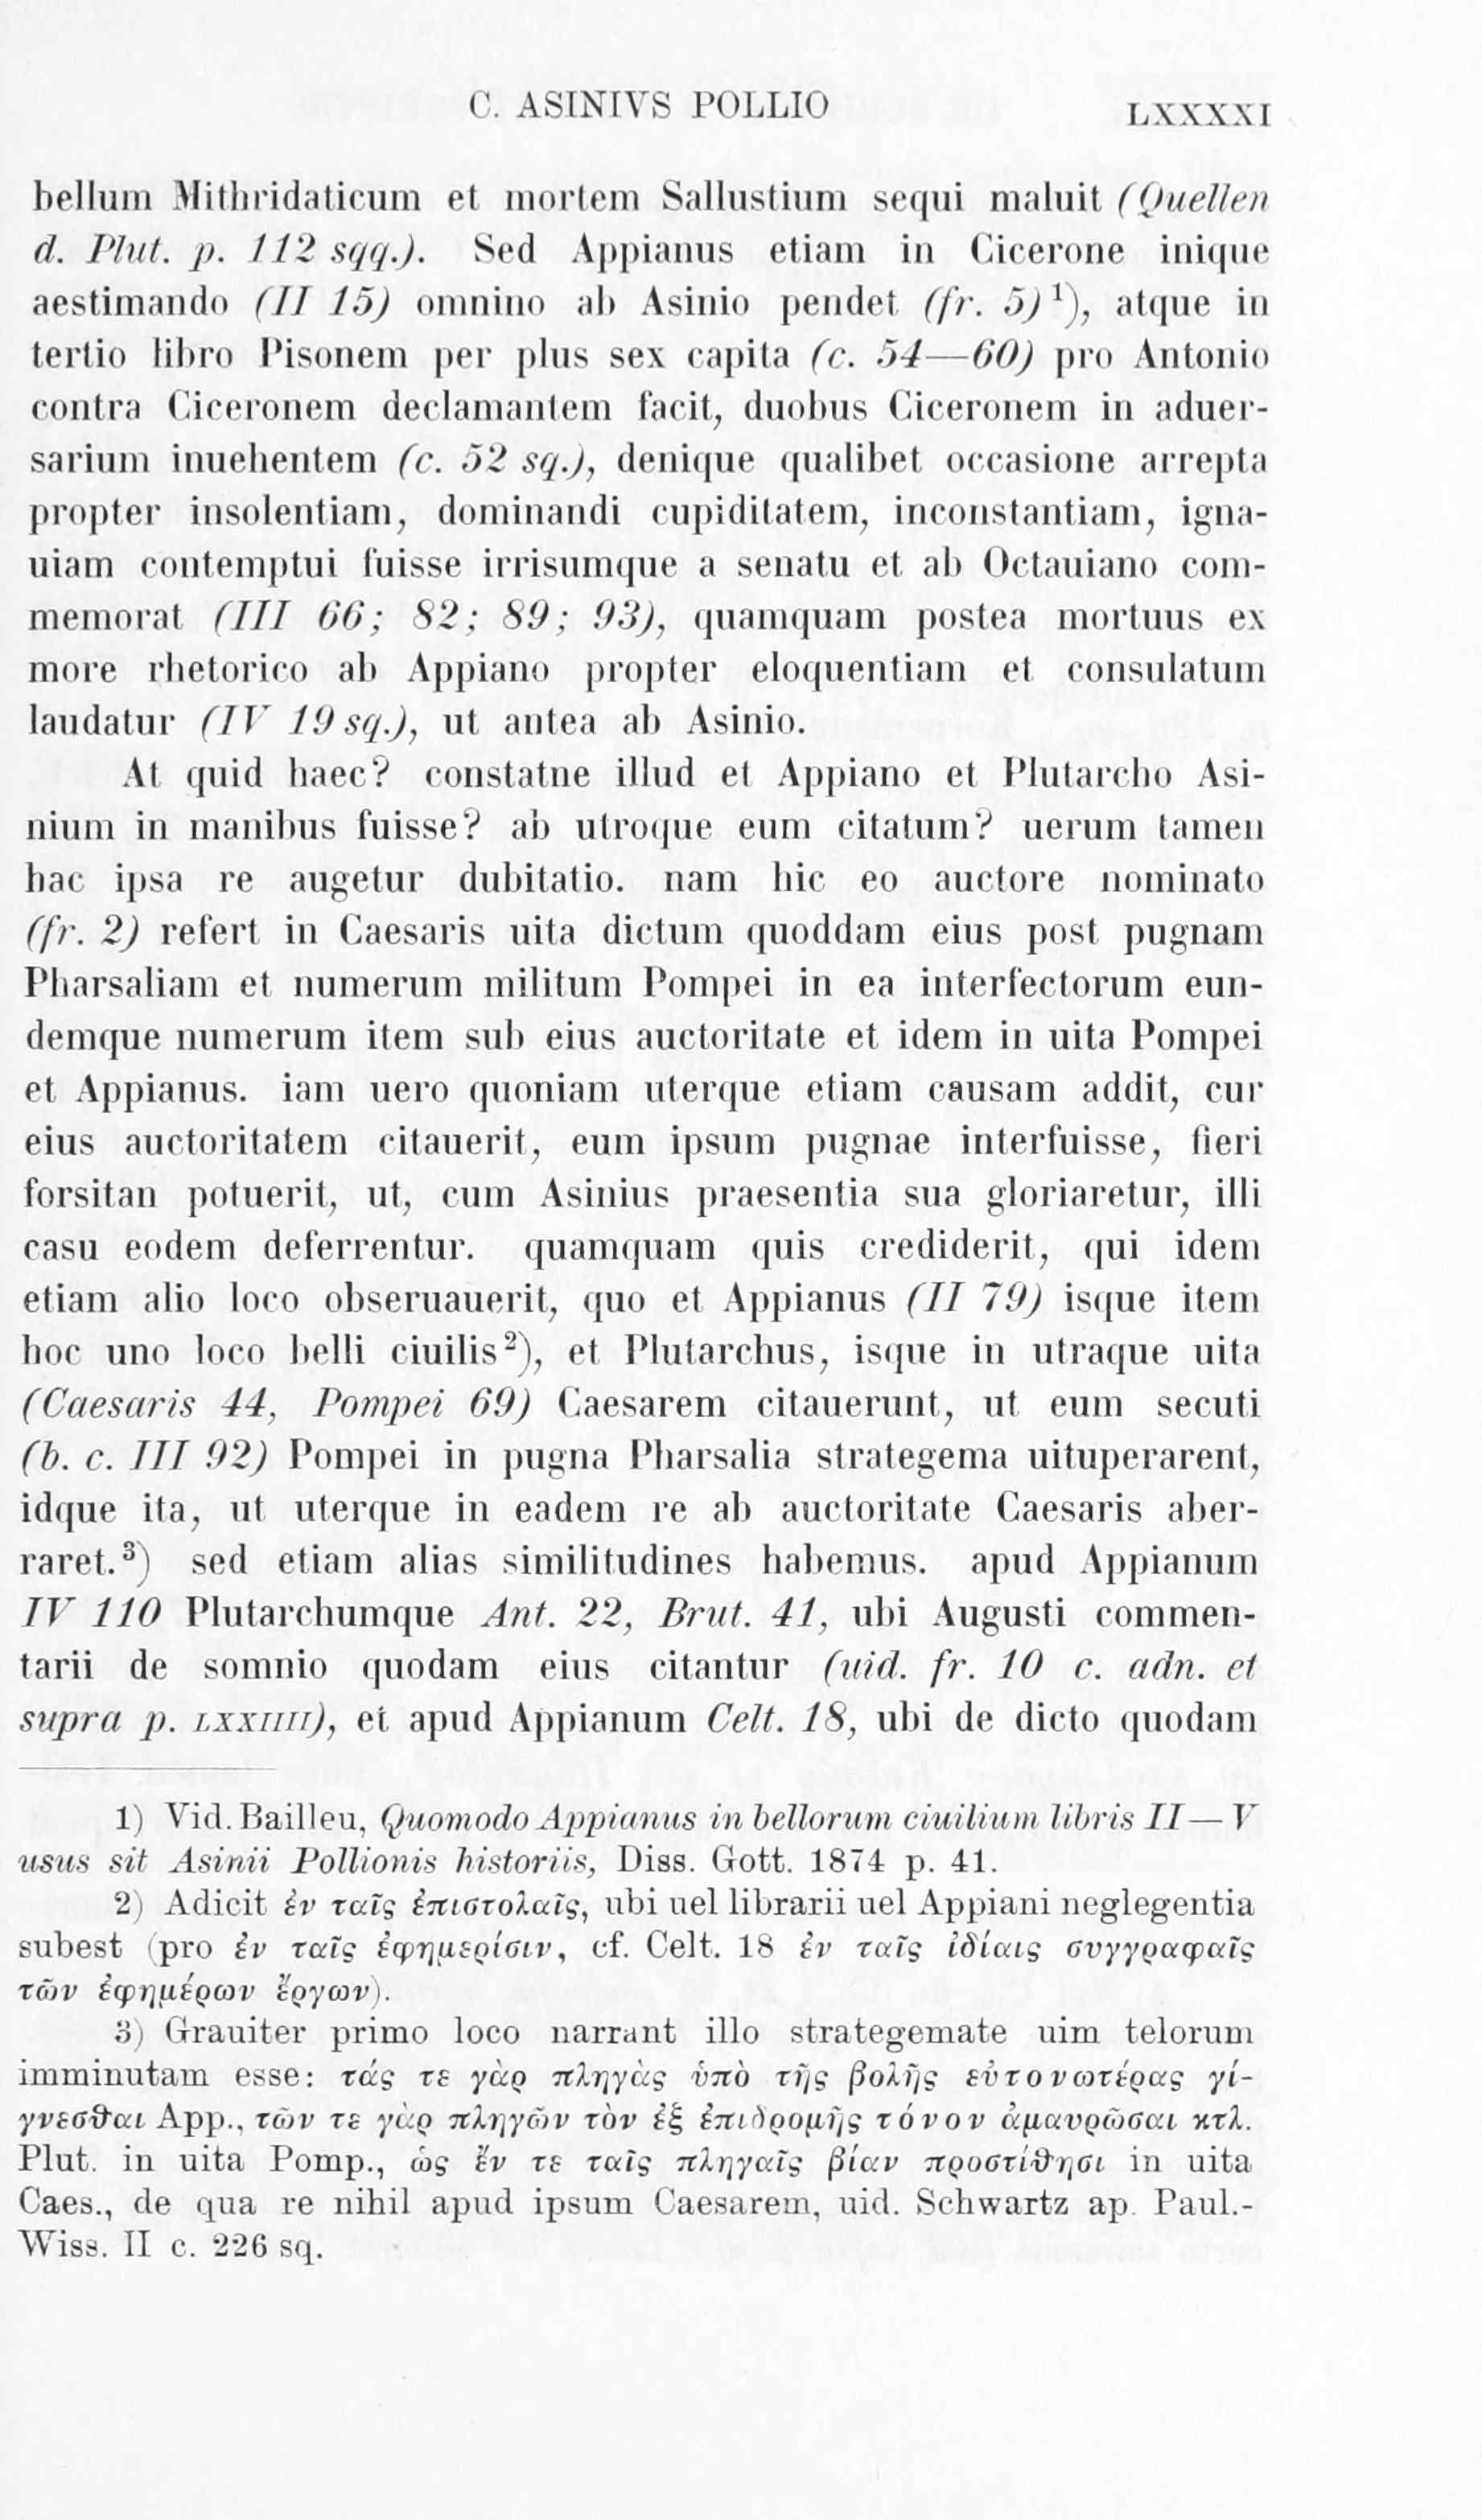 C. ASINIVS POLLIO LXXXXI
bellum Mithridaticum et mortem Sallustium sequi maluit (Quellen
d. Plut. p. 112 sqq.). Sed Appianus etiam in Cicerone inique
aestimando (II 15) omnino ab Asinio pendet (fr. 5)¹), atque in
tertio libro Pisonem per plus sex capita (c. 54—60) pro Antonio
contra Ciceronem declamantem facit, duobus Ciceronem in aduer-
sarium inuehentem (c. 52 sq.), denique qualibet occasione arrepta
propter insolentiam, dominandi cupiditatem, inconstantiam, igna-
uiam contemptui fuisse irrisumque a senatu et ab Octauiano com-
memorat (III 66; 82; 89; 93), quamquam postea mortuus ex
more rhetorico ab Appiano propter eloquentiam et consulatum
laudatur (IV 19 sq.), ut antea ab Asinio.
At quid haec? constatne illud et Appiano et Plutarcho Asi-
nium in manibus fuisse? ab utroque eum citatum? uerum tamen
hac ipsa re augetur dubitatio. nam hic eo auctore nominato
(fr. 2) refert in Caesaris uita dictum quoddam eius post pugnam
Pharsaliam et numerum militum Pompei in ea interfectorum eun-
demque numerum item sub eius auctoritate et idem in uita Pompei
et Appianus. iam uero quoniam uterque etiam causam addit, cur
eius auctoritatem citauerit, eum ipsum pugnae interfuisse, fieri
forsitan potuerit, ut, cum Asinius praesentia sua gloriaretur, illi
casu eodem deferrentur. quamquam quis crediderit, qui idem
etiam alio loco obseruauerit, quo et Appianus (II 79) isque item
hoc uno loco belli ciuilis²), et Plutarchus, isque in utraque uita
(Caesaris 44, Pompei 69) Caesarem citauerunt, ut eum secuti
(b. c. III 92) Pompei in pugna Pharsalia strategema uituperarent,
idque ita, ut uterque in eadem re ab auctoritate Caesaris aber-
raret.³) sed etiam alias similitudines habemus. apud Appianum
IV 110 Plutarchumque Ant. 22, Brut. 41, ubi Augusti commen-
tarii de somnio quodam eius citantur (uid. fr. 10 c. adn. et
supra p. LXXIIII), et apud Appianum Celt. 18, ubi de dicto quodam
1) Vid. Bailleu, Quomodo Appianus in bellorum ciuilium libris II—V
usus sit Asinii Pollionis historiis, Diss. Gott. 1874 p. 41.
2) Adicit ἐν ταῖς ἐπιστολαῖς, ubi uel librarii uel Appiani neglegentia
subest (pro ἐν ταῖς ἐφημερίσιν, cf. Celt. 18 ἐν ταῖς ἰδίαις συγγραφαῖς
τῶν ἐφημέρων ἔργων).
3) Grauiter primo loco narrant illo strategemate uim telorum
imminutam esse: τάς τε γὰρ πληγὰς ὑπὸ τῆς βολῆς εὐτονωτέρας γί-
γνεσθαι App., τῶν τε γὰρ πληγῶν τὸν ἐξ ἐπιδρομῆς τόνον ἀμαυρῶσαι κτλ.
Plut. in uita Pomp., ὡς ἔν τε ταῖς πληγαῖς βίαν προστίθησι in uita
Caes., de qua re nihil apud ipsum Caesarem, uid. Schwartz ap. Paul.-
Wiss. II c. 226 sq.